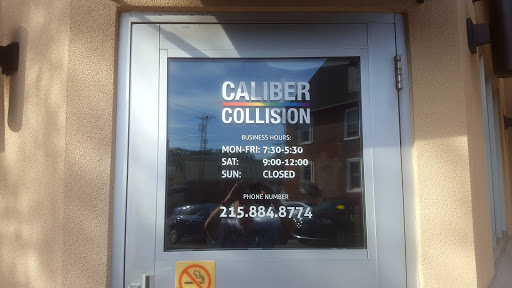 CALIBER
COLLISION
BUSINESS HOURS:
MON-FRI: 7:30-5:30
SAT: 9:00-12:00
SUN: CLOSED
PHONE NUMBER
215.884.8774